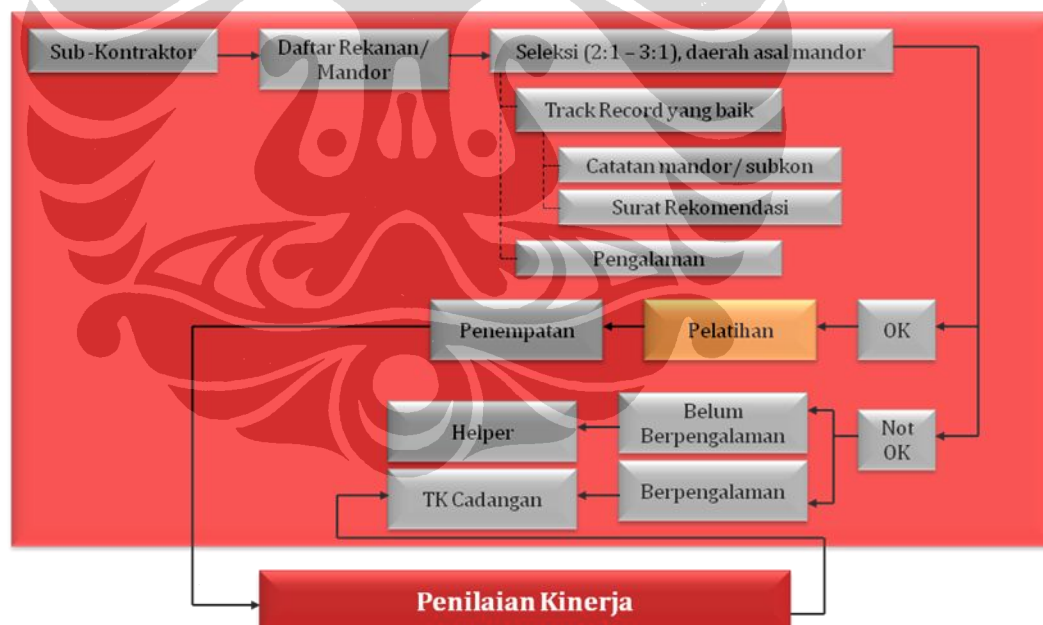 Sub-Kontraktor
Daftar Rekanan/
Mandor
Seleksi (2:1 – 3:1), daerah asal mandor
Track Record yang baik
Catatan mandor/ subkon
Surat Rekomendasi
Pengalaman
Penempatan
Pelatihan
OK
Helper
Belum
Berpengalaman
Not
OK
TK Cadangan
Berpengalaman
Penilaian Kinerja